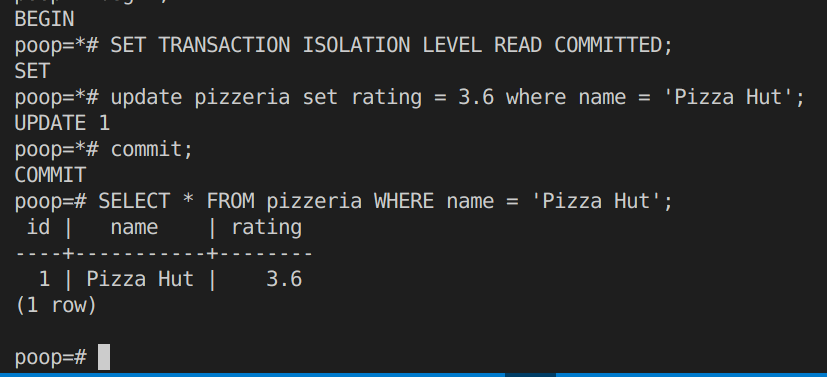 BEGIN
poop=*# SET TRANSACTION ISOLATION LEVEL READ COMMITTED;
SET
poop=*# update pizzeria set rating = 3.6 where name = 'Pizza Hut';
UPDATE 1
poop=*# commit;
COMMIT
poop=# SELECT * FROM pizzeria WHERE name = 'Pizza Hut';
 id |   name    | rating
----+-----------+--------
  1 | Pizza Hut |    3.6
(1 row)

poop=#